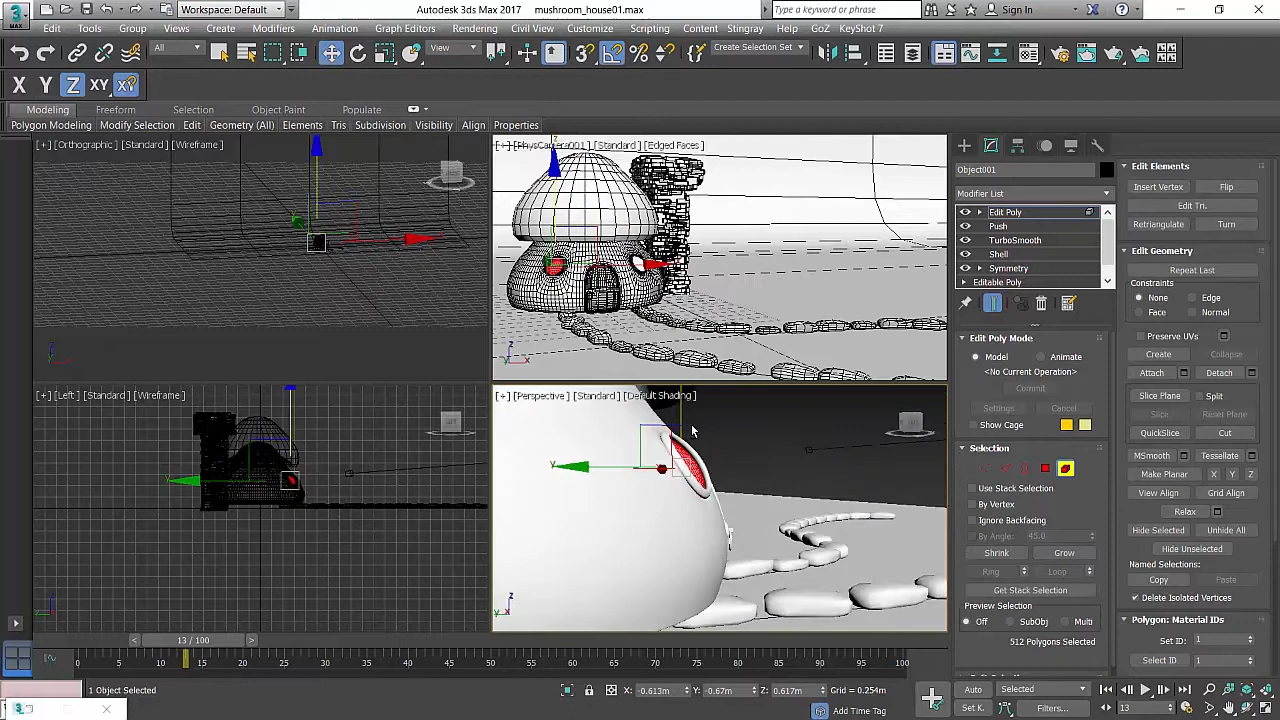 3 Workspace: Default Autodesk 3ds Max 2017 mushroom_house01.max Type a keyword or phrase Sign In
MAX
Edit Tools Group Views Create Modifiers Animation Graph Editors Rendering Civil View Customize Scripting Content Stingray Help GoZ KeyShot 7
All View Create Selection Set
X Y Z XY
Modeling Freeform Selection Object Paint Populate
Polygon Modeling Modify Selection Edit Geometry (All) Elements Tris Subdivision Visibility Align Properties
[+] [Orthographic] [Standard] [Wireframe]
[+] [PhysCamera001] [Standard] [Edged Faces]
[+] [Left] [Standard] [Wireframe]
[+] [Perspective] [Standard] [Default Shading]
Object001
Modifier List
Edit Poly
Push
TurboSmooth
Shell
Symmetry
Editable Poly
Edit Poly Mode
Model Animate
<No Current Operation>
Commit
Settings Cancel
Show Cage
Selection
Use Stack Selection
By Vertex
Ignore Backfacing
By Angle: 45.0
Shrink Grow
Ring Loop
Get Stack Selection
Preview Selection
Off SubObj Multi
512 Polygons Selected
Edit Elements
Insert Vertex Flip
Edit Tri.
Retriangulate Turn
Edit Geometry
Repeat Last
Constraints
None Edge
Face Normal
Preserve UVs
Create Collapse
Attach Detach
Slice Plane Split
Slice Reset Plane
QuickSlice Cut
MSmooth Tessellate
Make Planar X Y Z
View Align Grid Align
Relax
Hide Selected Unhide All
Hide Unselected
Named Selections:
Copy Paste
Delete Isolated Vertices
Polygon: Material IDs
Set ID: 1
Select ID 1
< 13 / 100 >
0 5 10 15 20 25 30 35 40 45 50 55 60 65 70 75 80 85 90 95 100
1 Object Selected X: -0.613m Y: -0.67m Z: 0.617m Grid = 0.254m Auto Selected
Add Time Tag Set K. Filters... 13